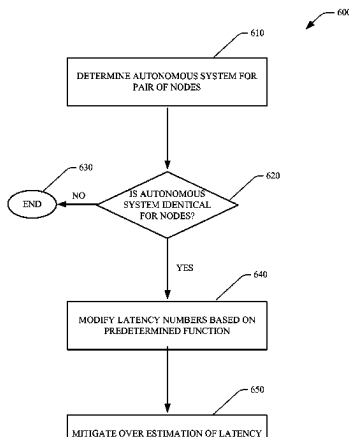 600
610
DETERMINE AUTONOMOUS SYSTEM FOR
PAIR OF NODES
630
620
END
NO
IS AUTONOMOUS
SYSTEM IDENTICAL
FOR NODES?
YES
640
MODIFY LATENCY NUMBERS BASED ON
PREDETERMINED FUNCTION
650
MITIGATE OVER ESTIMATION OF LATENCY